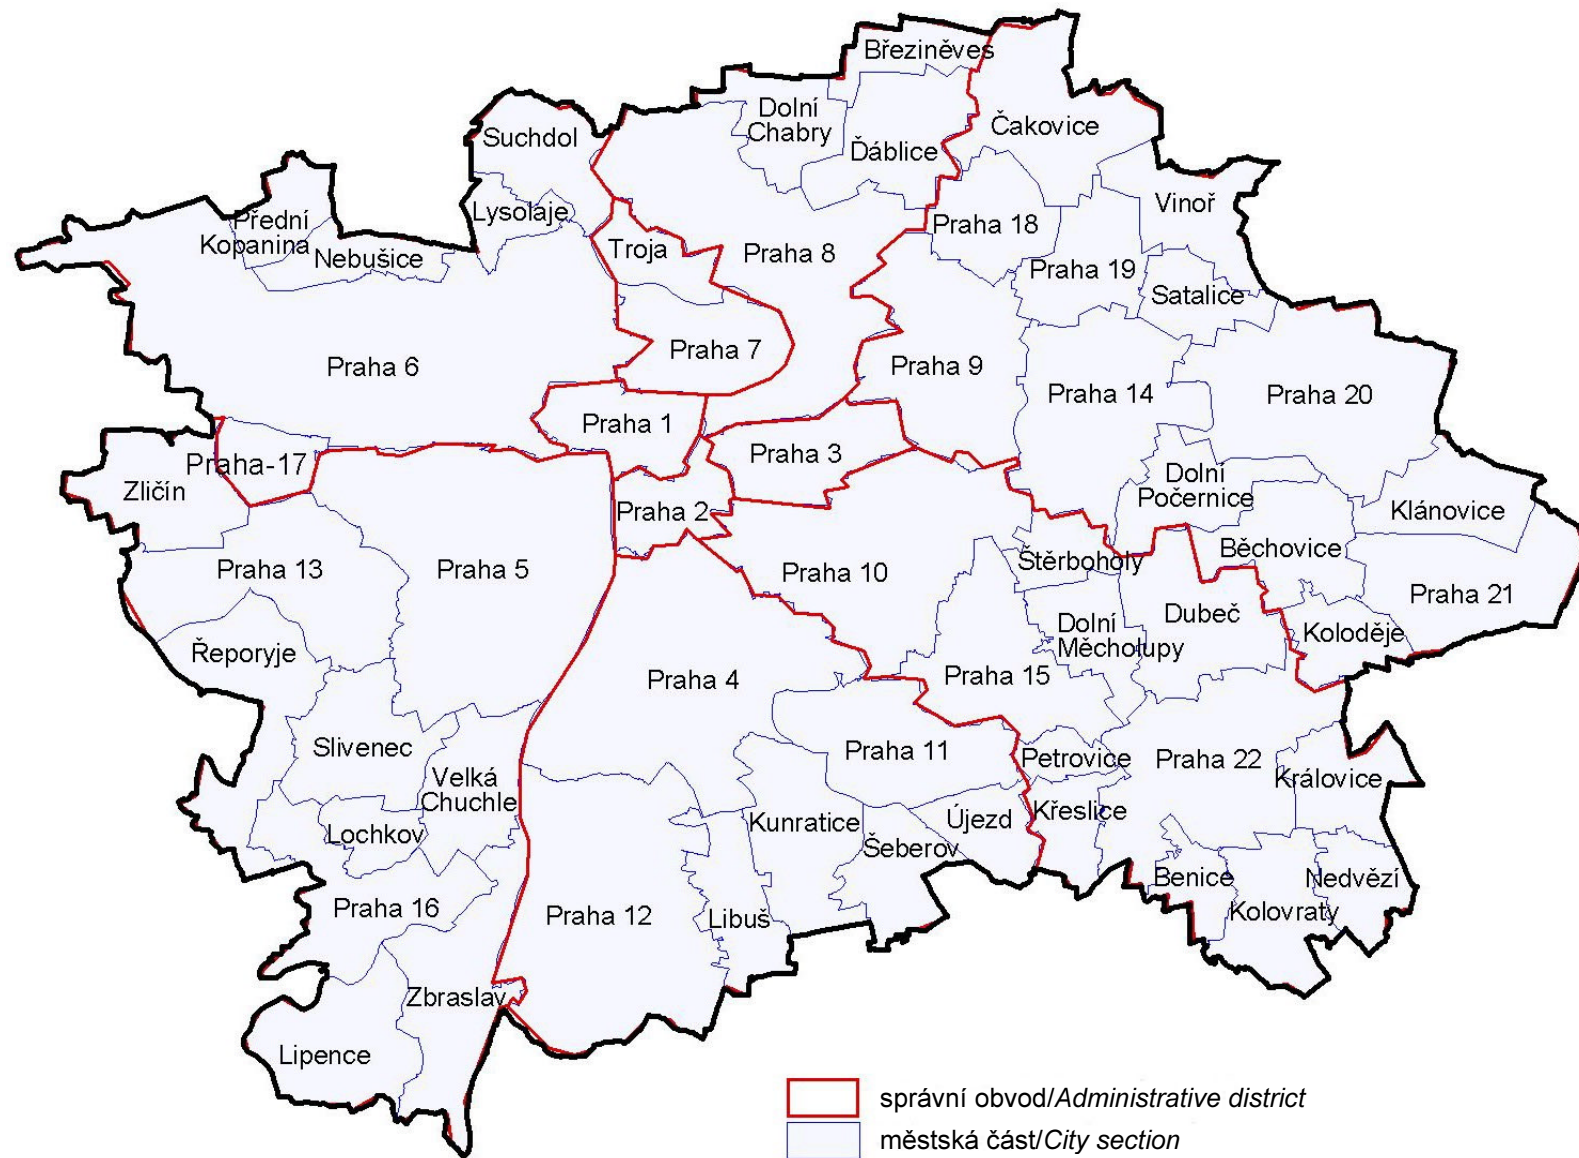 Březiněves
Dolní
Chabry
Ďáblice
Čakovice
Suchdol
Lysolaje
Přední
Kopanina
Nebušice
Troja
Praha 8
Praha 18
Vinoř
Praha 19
Satalice
Praha 6
Praha 7
Praha 9
Praha 14
Praha 20
Praha 1
Praha 3
Praha-17
Zličín
Praha 2
Dolní
Počernice
Klánovice
Běchovice
Praha 13
Praha 5
Praha 10
Štěrboholy
Praha 21
Dubeč
Koloděje
Dolní
Měcholupy
Řeporyje
Praha 4
Praha 15
Slivenec
Praha 11
Petrovice
Praha 22
Královice
Velká
Chuchle
Lochkov
Kunratice
Újezd
Křeslice
Šeberov
Benice
Nedvězí
Kolovraty
Praha 16
Praha 12
Libuš
Zbraslav
Lipence
správní obvod/Administrative district
městská část/City section